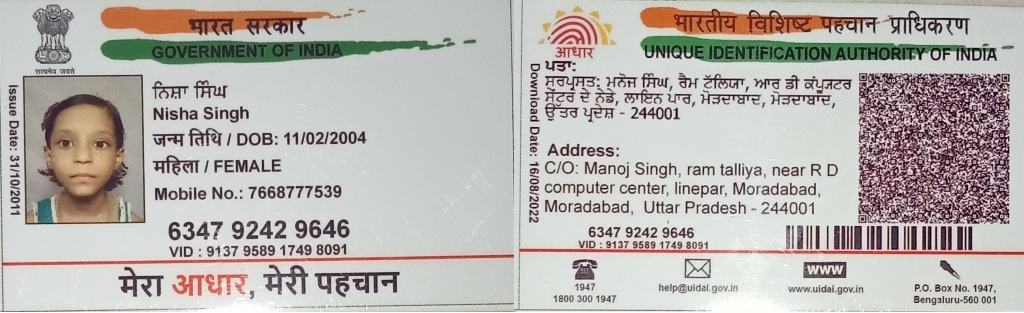 भारत सरकार
GOVERNMENT OF INDIA
सत्यमेव जयते
Issue Date: 31/10/2011
ਨਿਸ਼ਾ ਸਿੰਘ
Nisha Singh
जन्म तिथि / DOB: 11/02/2004
महिला / FEMALE
Mobile No.: 7668777539
6347 9242 9646
VID : 9137 9589 1749 8091
मेरा आधार, मेरी पहचान
भारतीय विशिष्ट पहचान प्राधिकरण
आधार
UNIQUE IDENTIFICATION AUTHORITY OF INDIA
Download Date: 16/08/2022
ਪਤਾ:
ਸਰਪ੍ਰਸਤ: ਮਨੋਜ ਸਿੰਘ, ਰੈਮ ਟੱਲਿਯਾ, ਆਰ ਡੀ ਕੰਪ੍ਯੂਟਰ
ਸੇਂਟਰ ਦੇ ਨੇੜੇ, ਲਾਇਨ ਪਾਰ, ਮੋਰਾਦਾਬਾਦ, ਮੋਰਾਦਾਬਾਦ,
ਉੱਤਰ ਪ੍ਰਦੇਸ਼ - 244001
Address:
C/O: Manoj Singh, ram talliya, near R D
computer center, linepar, Moradabad,
Moradabad, Uttar Pradesh - 244001
6347 9242 9646
VID : 9137 9589 1749 8091
1947
1800 300 1947
help@uidai.gov.in
www
www.uidai.gov.in
P.O. Box No. 1947,
Bengaluru-560 001